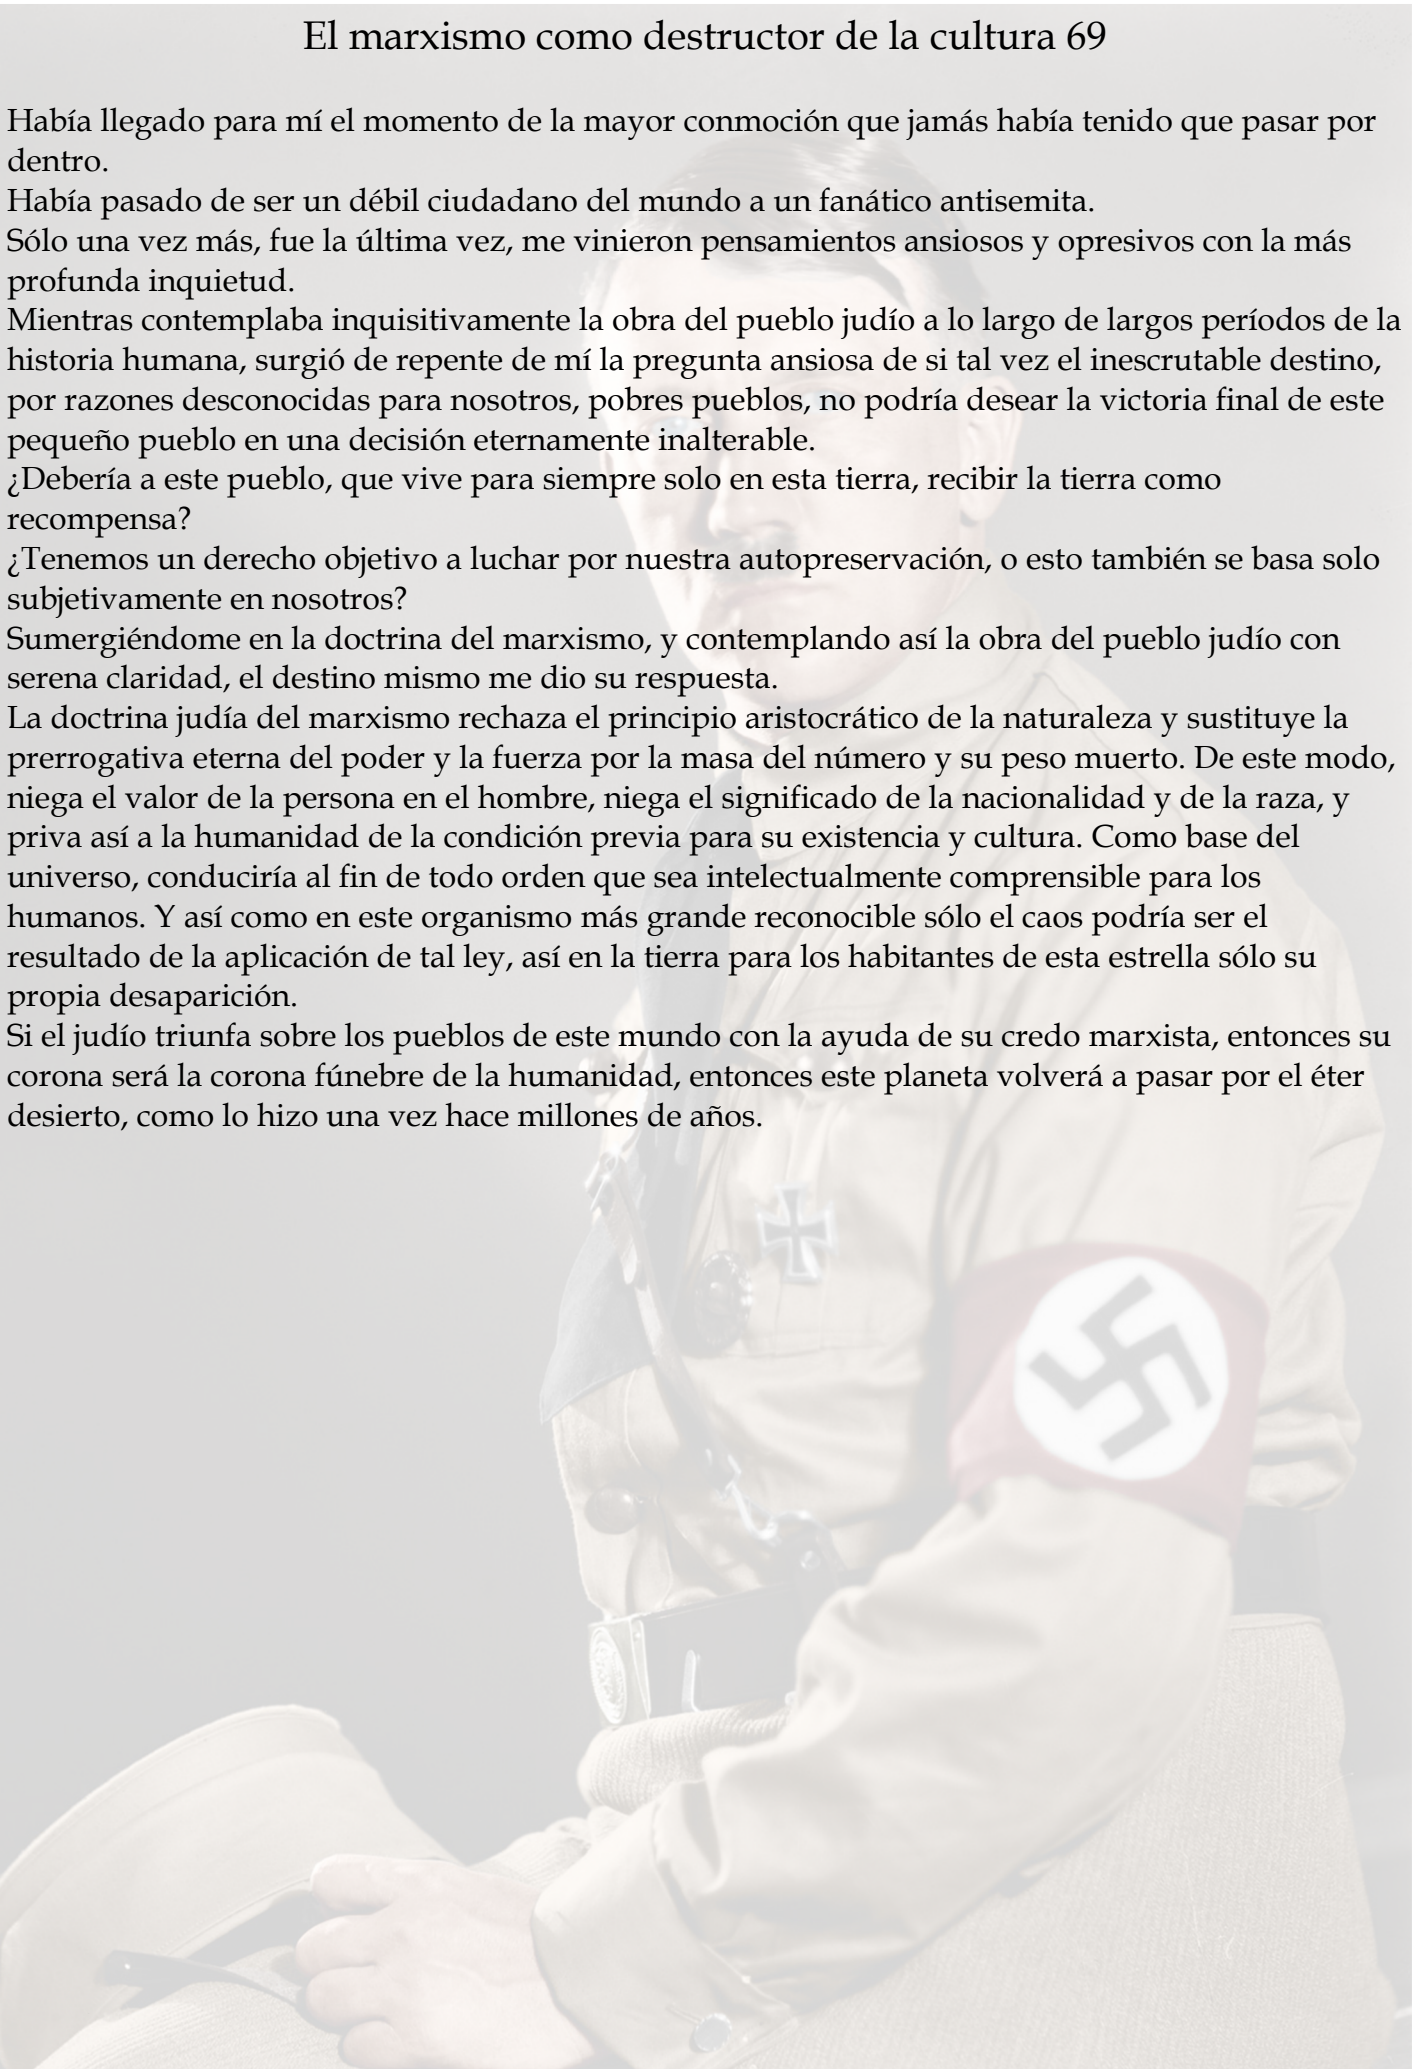 El marxismo como destructor de la cultura 69
Había llegado para mí el momento de la mayor conmoción que jamás había tenido que pasar por
dentro.
Había pasado de ser un débil ciudadano del mundo a un fanático antisemita.
Sólo una vez más, fue la última vez, me vinieron pensamientos ansiosos y opresivos con la más
profunda inquietud.
Mientras contemplaba inquisitivamente la obra del pueblo judío a lo largo de largos períodos de la
historia humana, surgió de repente de mí la pregunta ansiosa de si tal vez el inescrutable destino,
por razones desconocidas para nosotros, pobres pueblos, no podría desear la victoria final de este
pequeño pueblo en una decisión eternamente inalterable.
¿Debería a este pueblo, que vive para siempre solo en esta tierra, recibir la tierra como
recompensa?
¿Tenemos un derecho objetivo a luchar por nuestra autopreservación, o esto también se basa solo
subjetivamente en nosotros?
Sumergiéndome en la doctrina del marxismo, y contemplando así la obra del pueblo judío con
serena claridad, el destino mismo me dio su respuesta.
La doctrina judía del marxismo rechaza el principio aristocrático de la naturaleza y sustituye la
prerrogativa eterna del poder y la fuerza por la masa del número y su peso muerto. De este modo,
niega el valor de la persona en el hombre, niega el significado de la nacionalidad y de la raza, y
priva así a la humanidad de la condición previa para su existencia y cultura. Como base del
universo, conduciría al fin de todo orden que sea intelectualmente comprensible para los
humanos. Y así como en este organismo más grande reconocible sólo el caos podría ser el
resultado de la aplicación de tal ley, así en la tierra para los habitantes de esta estrella sólo su
propia desaparición.
Si el judío triunfa sobre los pueblos de este mundo con la ayuda de su credo marxista, entonces su
corona será la corona fúnebre de la humanidad, entonces este planeta volverá a pasar por el éter
desierto, como lo hizo una vez hace millones de años.